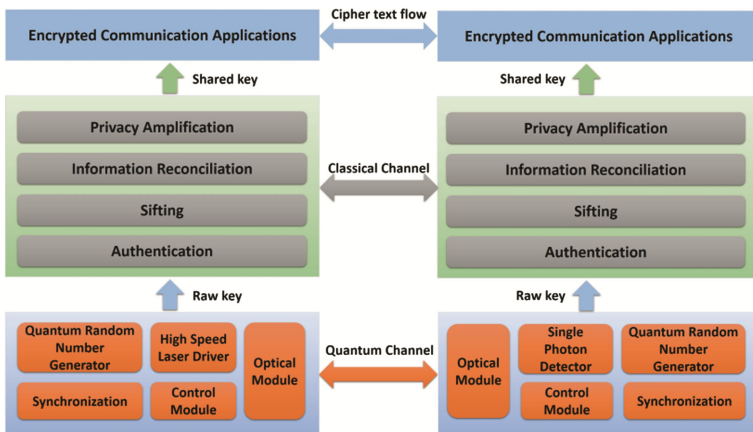 Cipher text flow
Encrypted Communication Applications
Encrypted Communication Applications
Shared key
Shared key
Privacy Amplification
Information Reconciliation
Sifting
Authentication
Classical Channel
Privacy Amplification
Information Reconciliation
Sifting
Authentication
Raw key
Raw key
Quantum Random
Number
Generator
High Speed
Laser Driver
Optical
Module
Synchronization
Control
Module
Quantum Channel
Optical
Module
Single
Photon
Detector
Quantum Random
Number
Generator
Control
Module
Synchronization